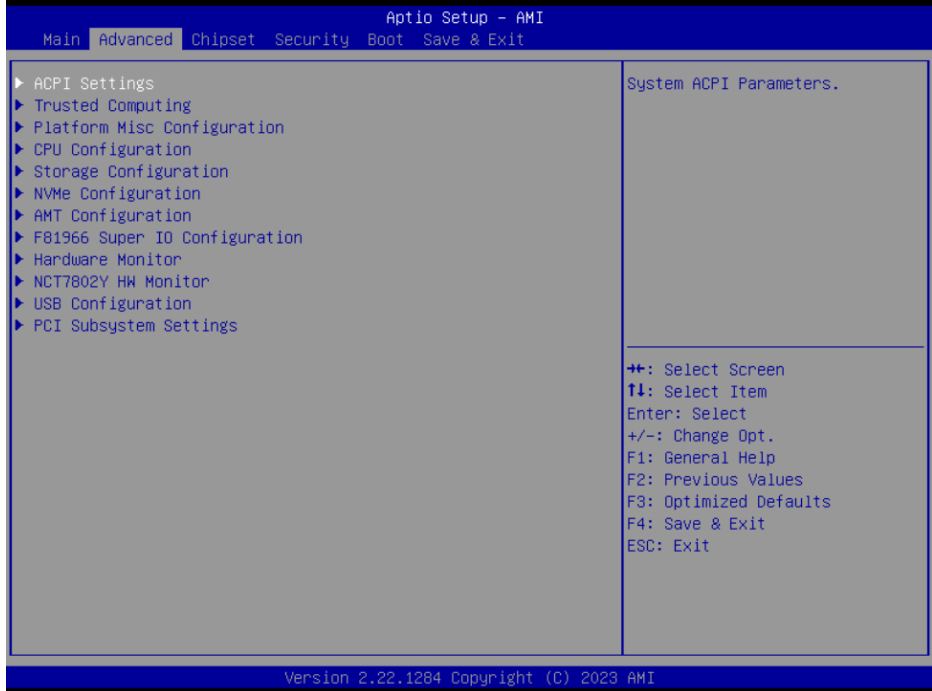 Aptio Setup – AMI
Main Advanced Chipset Security Boot Save & Exit
▶ ACPI Settings
▶ Trusted Computing
▶ Platform Misc Configuration
▶ CPU Configuration
▶ Storage Configuration
▶ NVMe Configuration
▶ AMT Configuration
▶ F81966 Super IO Configuration
▶ Hardware Monitor
▶ NCT7802Y HW Monitor
▶ USB Configuration
▶ PCI Subsystem Settings
System ACPI Parameters.
→←: Select Screen
↑↓: Select Item
Enter: Select
+/-: Change Opt.
F1: General Help
F2: Previous Values
F3: Optimized Defaults
F4: Save & Exit
ESC: Exit
Version 2.22.1284 Copyright (C) 2023 AMI